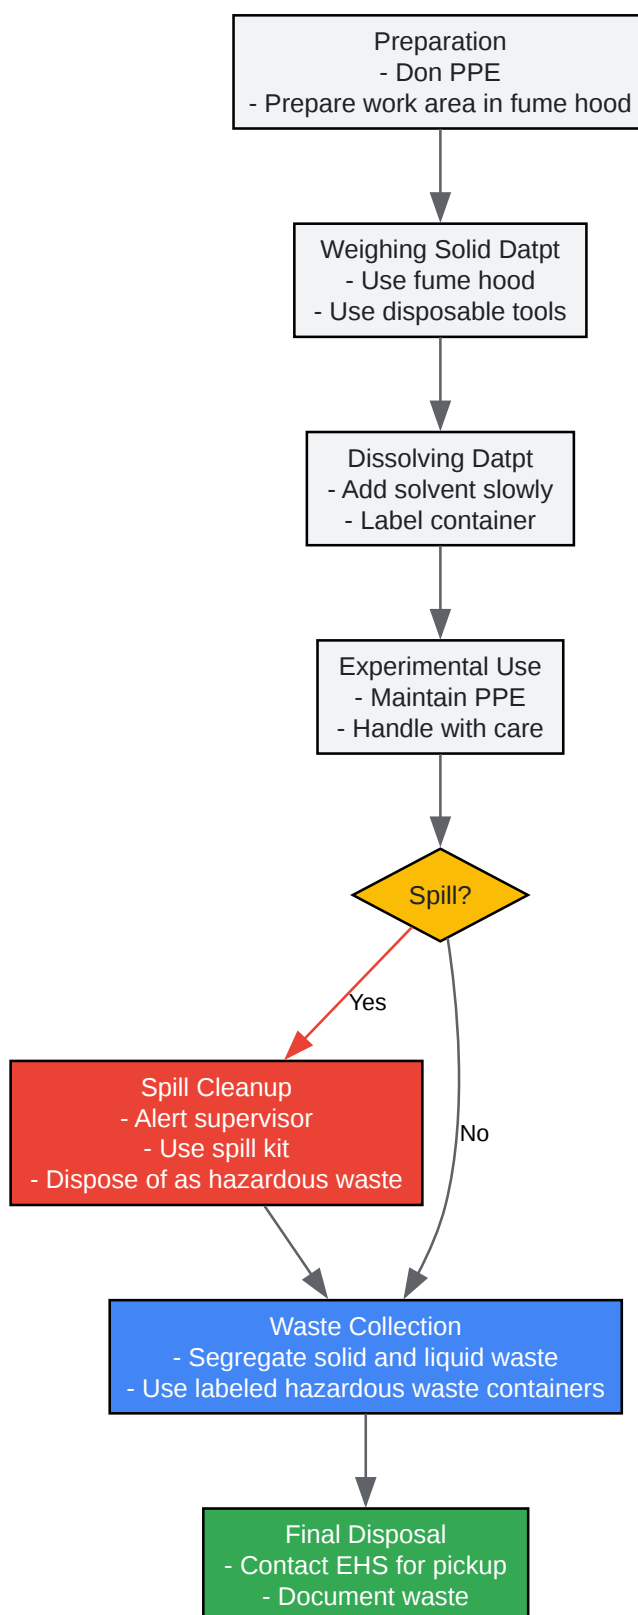 Preparation
- Don PPE
- Prepare work area in fume hood
Weighing Solid Datpt
- Use fume hood
- Use disposable tools
Dissolving Datpt
- Add solvent slowly
- Label container
Experimental Use
- Maintain PPE
- Handle with care
Spill?
Yes
Spill Cleanup
- Alert supervisor
- Use spill kit
- Dispose of as hazardous waste
No
Waste Collection
- Segregate solid and liquid waste
- Use labeled hazardous waste containers
Final Disposal
- Contact EHS for pickup
- Document waste